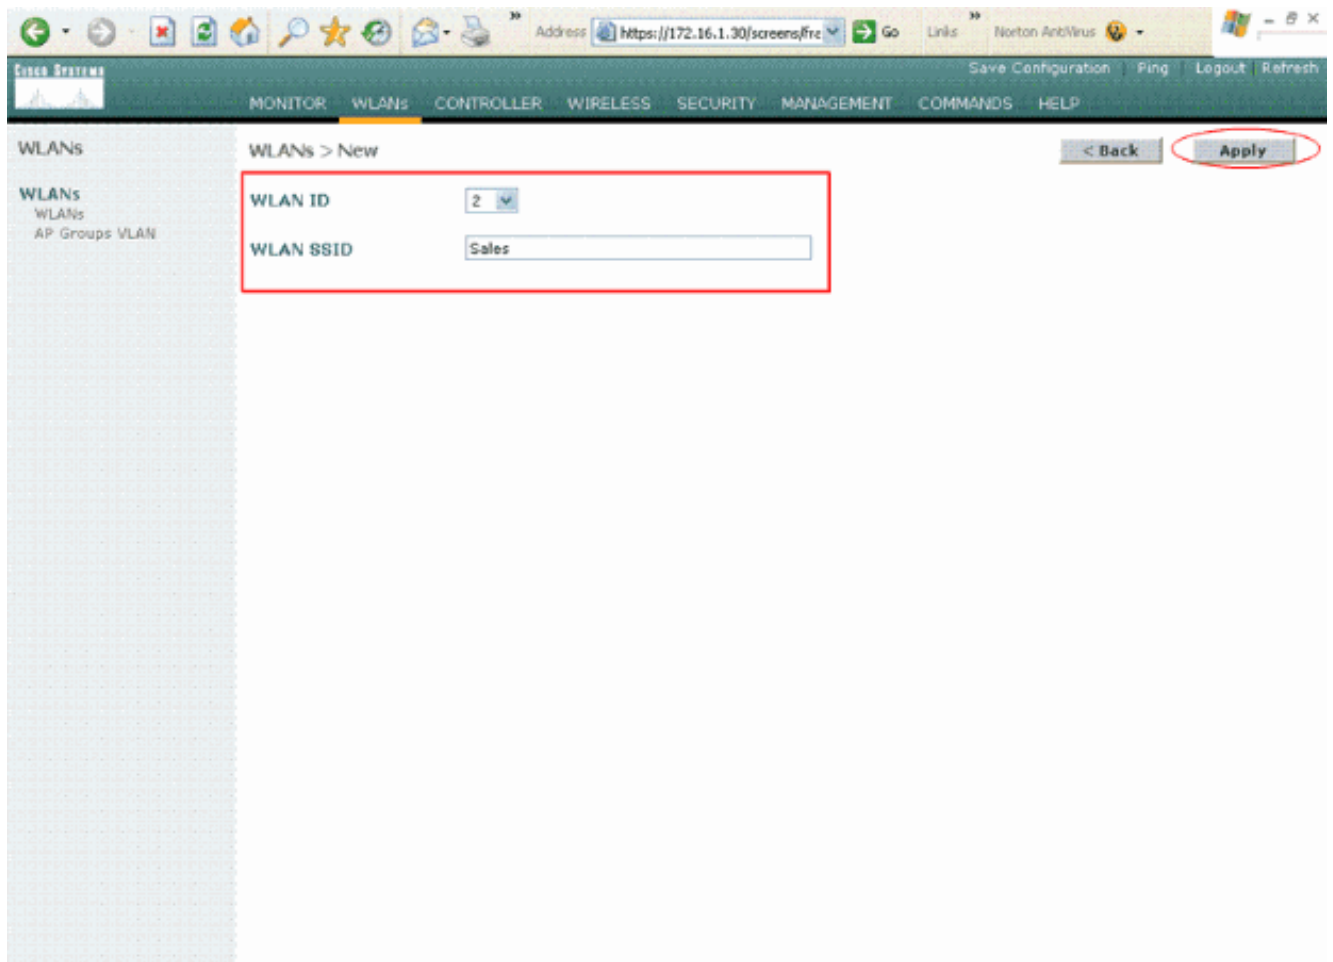 » Address https://172.16.1.30/screens/fra Go Links » Norton AntiVirus
CISCO SYSTEMS
Save Configuration | Ping | Logout | Refresh
MONITOR WLANs CONTROLLER WIRELESS SECURITY MANAGEMENT COMMANDS HELP
WLANs
WLANs
WLANs
AP Groups VLAN
WLANs > New
< Back
Apply
WLAN ID 2
WLAN SSID Sales